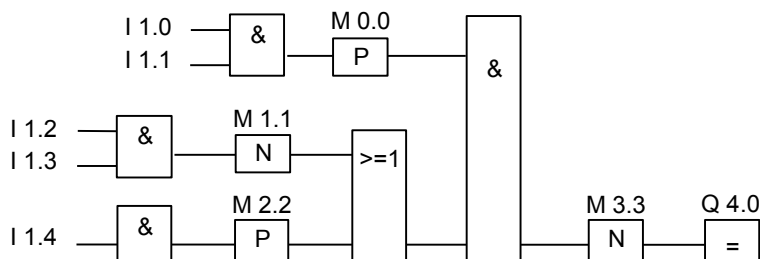 I 1.0
I 1.1
&
M 0.0
P
&
I 1.2
I 1.3
&
M 1.1
N
>=1
I 1.4
&
M 2.2
P
M 3.3
N
Q 4.0
=